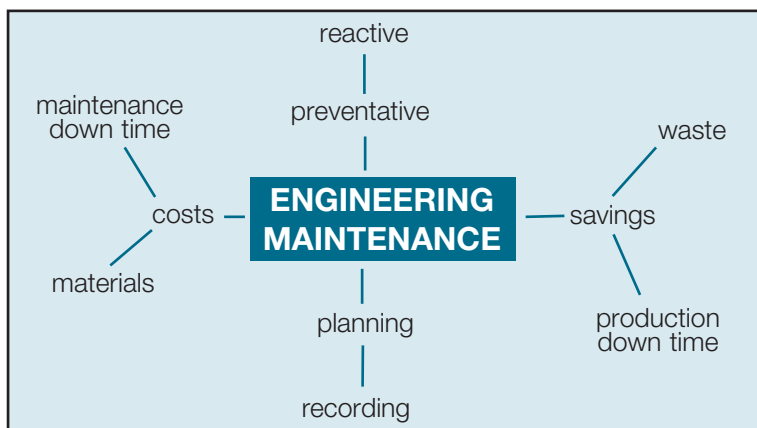 reactive
maintenance
down time
preventative
waste
costs
ENGINEERING
MAINTENANCE
savings
materials
planning
production
down time
recording